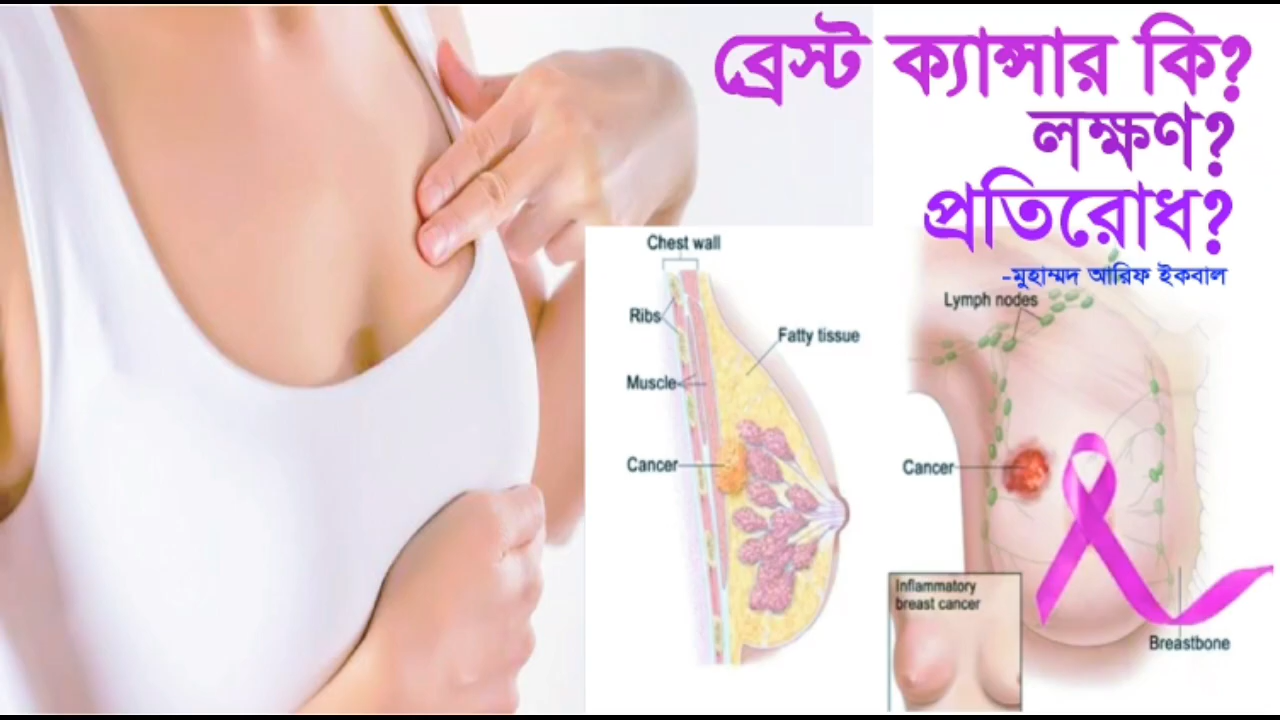 ব্রেস্ট ক্যান্সার কি?
লক্ষণ?
প্রতিরোধ?
-মুহাম্মদ আরিফ ইকবাল
Chest wall
Ribs
Muscle
Cancer
Fatty tissue
Lymph nodes
Cancer
Inflammatory
breast cancer
Breastbone